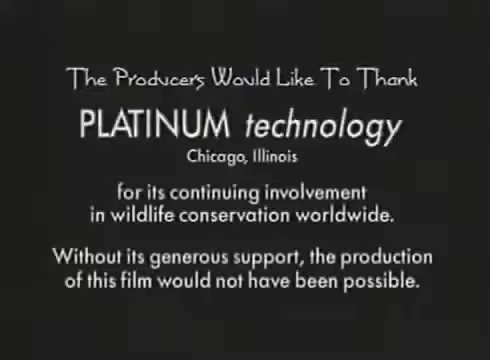 The Producers Would Like To Thank
PLATINUM technology
Chicago, Illinois
for its continuing involvement
in wildlife conservation worldwide.
Without its generous support, the production
of this film would not have been possible.